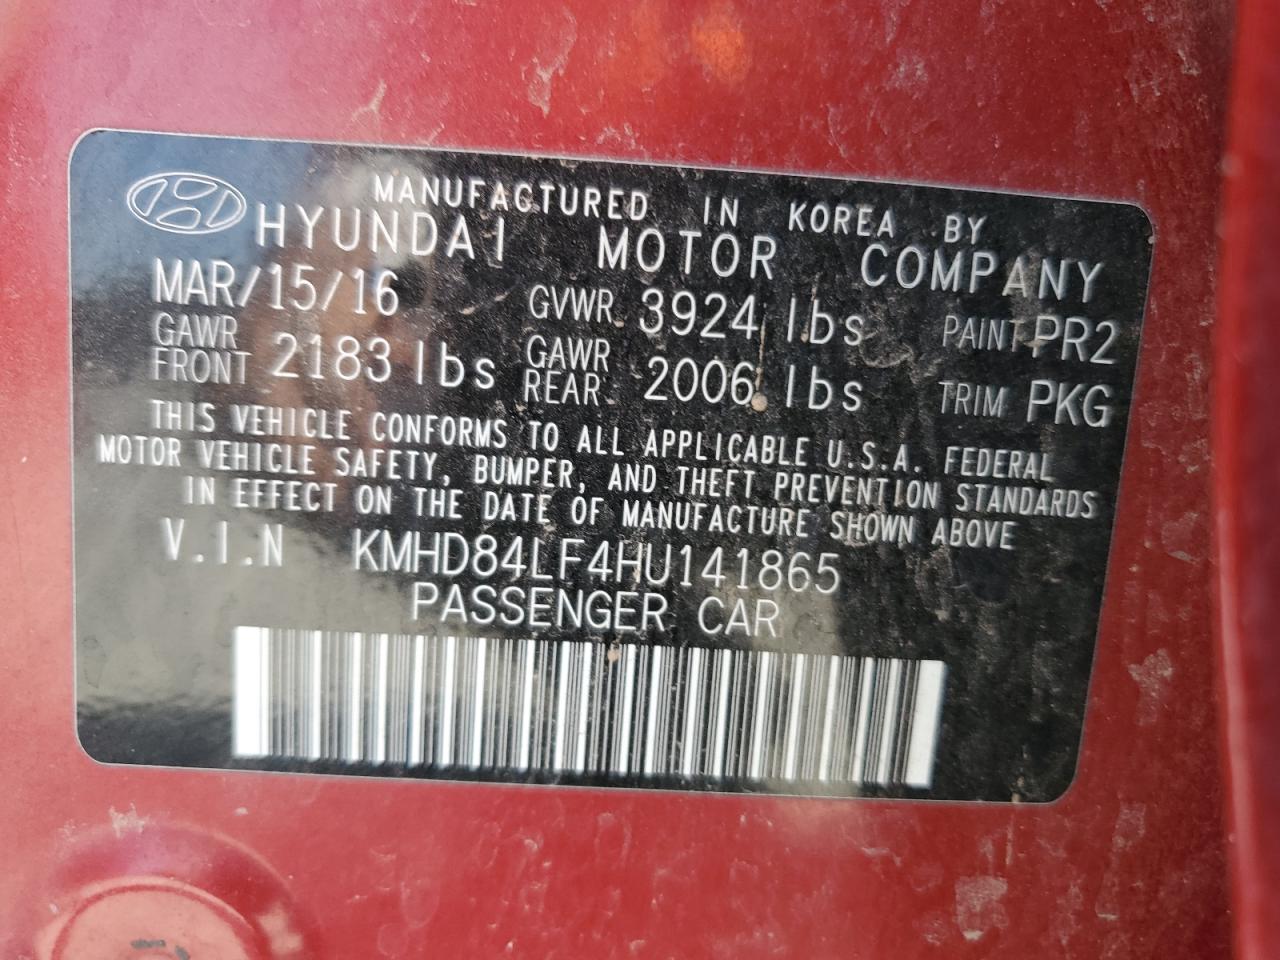 MANUFACTURED IN KOREA BY
HYUNDAI MOTOR COMPANY
MAR/15/16 GVWR 3924 lbs PAINT PR2
GAWR FRONT 2183 lbs GAWR REAR 2006 lbs TRIM PKG
THIS VEHICLE CONFORMS TO ALL APPLICABLE U.S.A. FEDERAL
MOTOR VEHICLE SAFETY, BUMPER, AND THEFT PREVENTION STANDARDS
IN EFFECT ON THE DATE OF MANUFACTURE SHOWN ABOVE
V.I.N KMHD84LF4HU141865
PASSENGER CAR